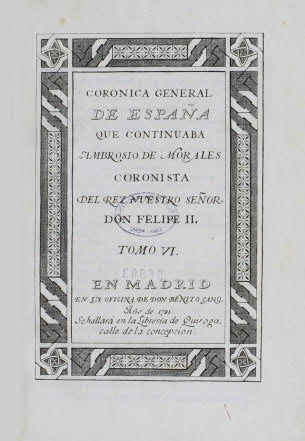 CORONICA GENERAL
DE ESPAÑA
QUE CONTINUABA
AMBROSIO DE MORALES
CORONISTA
DEL REY NUESTRO SEÑOR
DON FELIPE II.
TOMO VI.
EN MADRID
EN LA OFICINA DE DON BENITO CANO.
Año de 1791
Se hallará en la Librería de Quiroga,
calle de la concepcion.